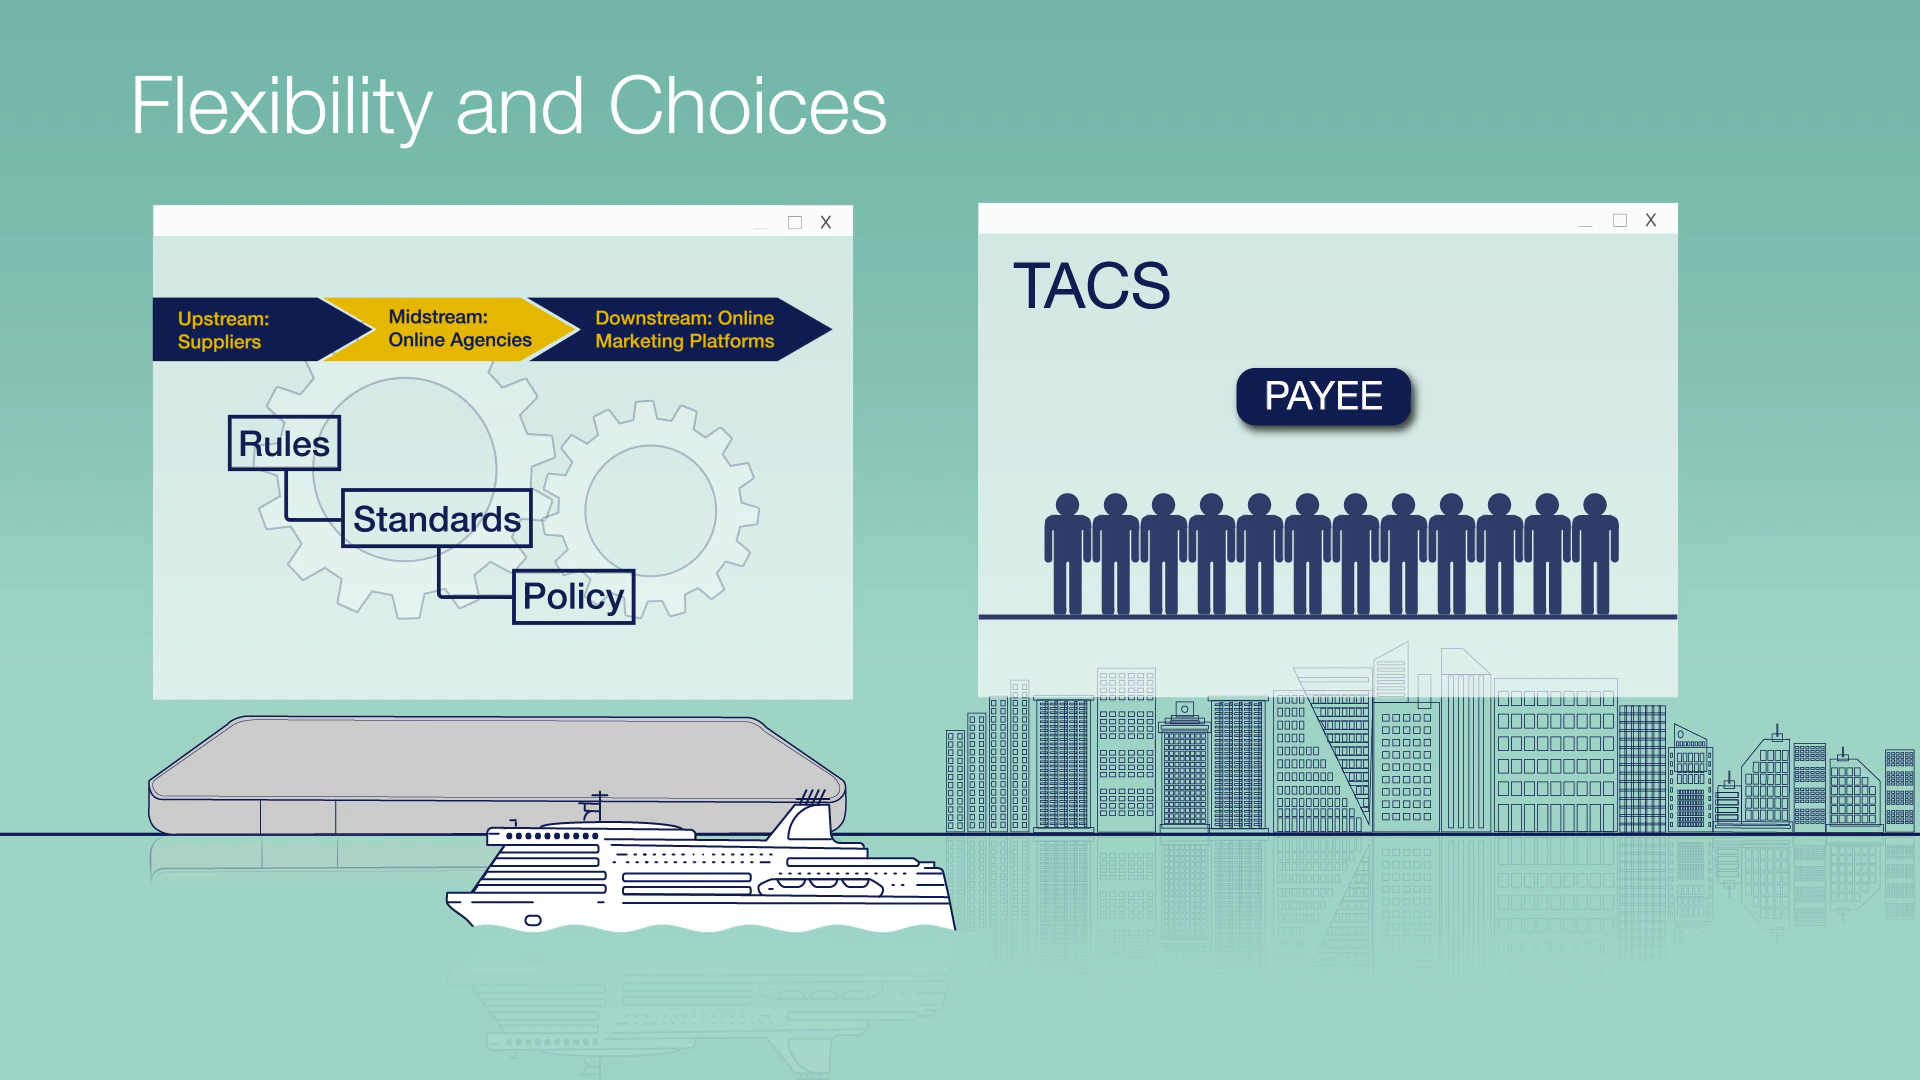 Flexibility and Choices
X
Upstream:
Suppliers
Midstream:
Online Agencies
Downstream: Online
Marketing Platforms
Rules
Standards
Policy
X
TACS
PAYEE